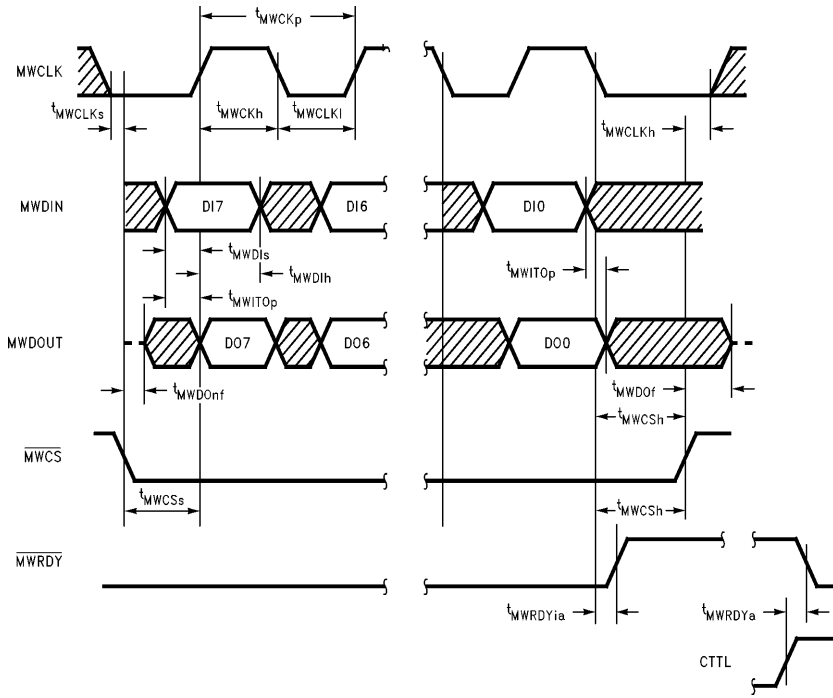 tMWCKp
MWCLK
tMWCLKs
tMWCKh
tMWCLKl
tMWCLKh
MWDIN
DI7
DI6
DI0
tMWDIs
tMWDIh
tMWITOp
tMWITOp
MWDOUT
DO7
DO6
DO0
tMWDOnf
tMWDOf
tMWCSh
MWCS
tMWCSs
tMWCSh
MWRDY
tMWRDYia
tMWRDYa
CTTL